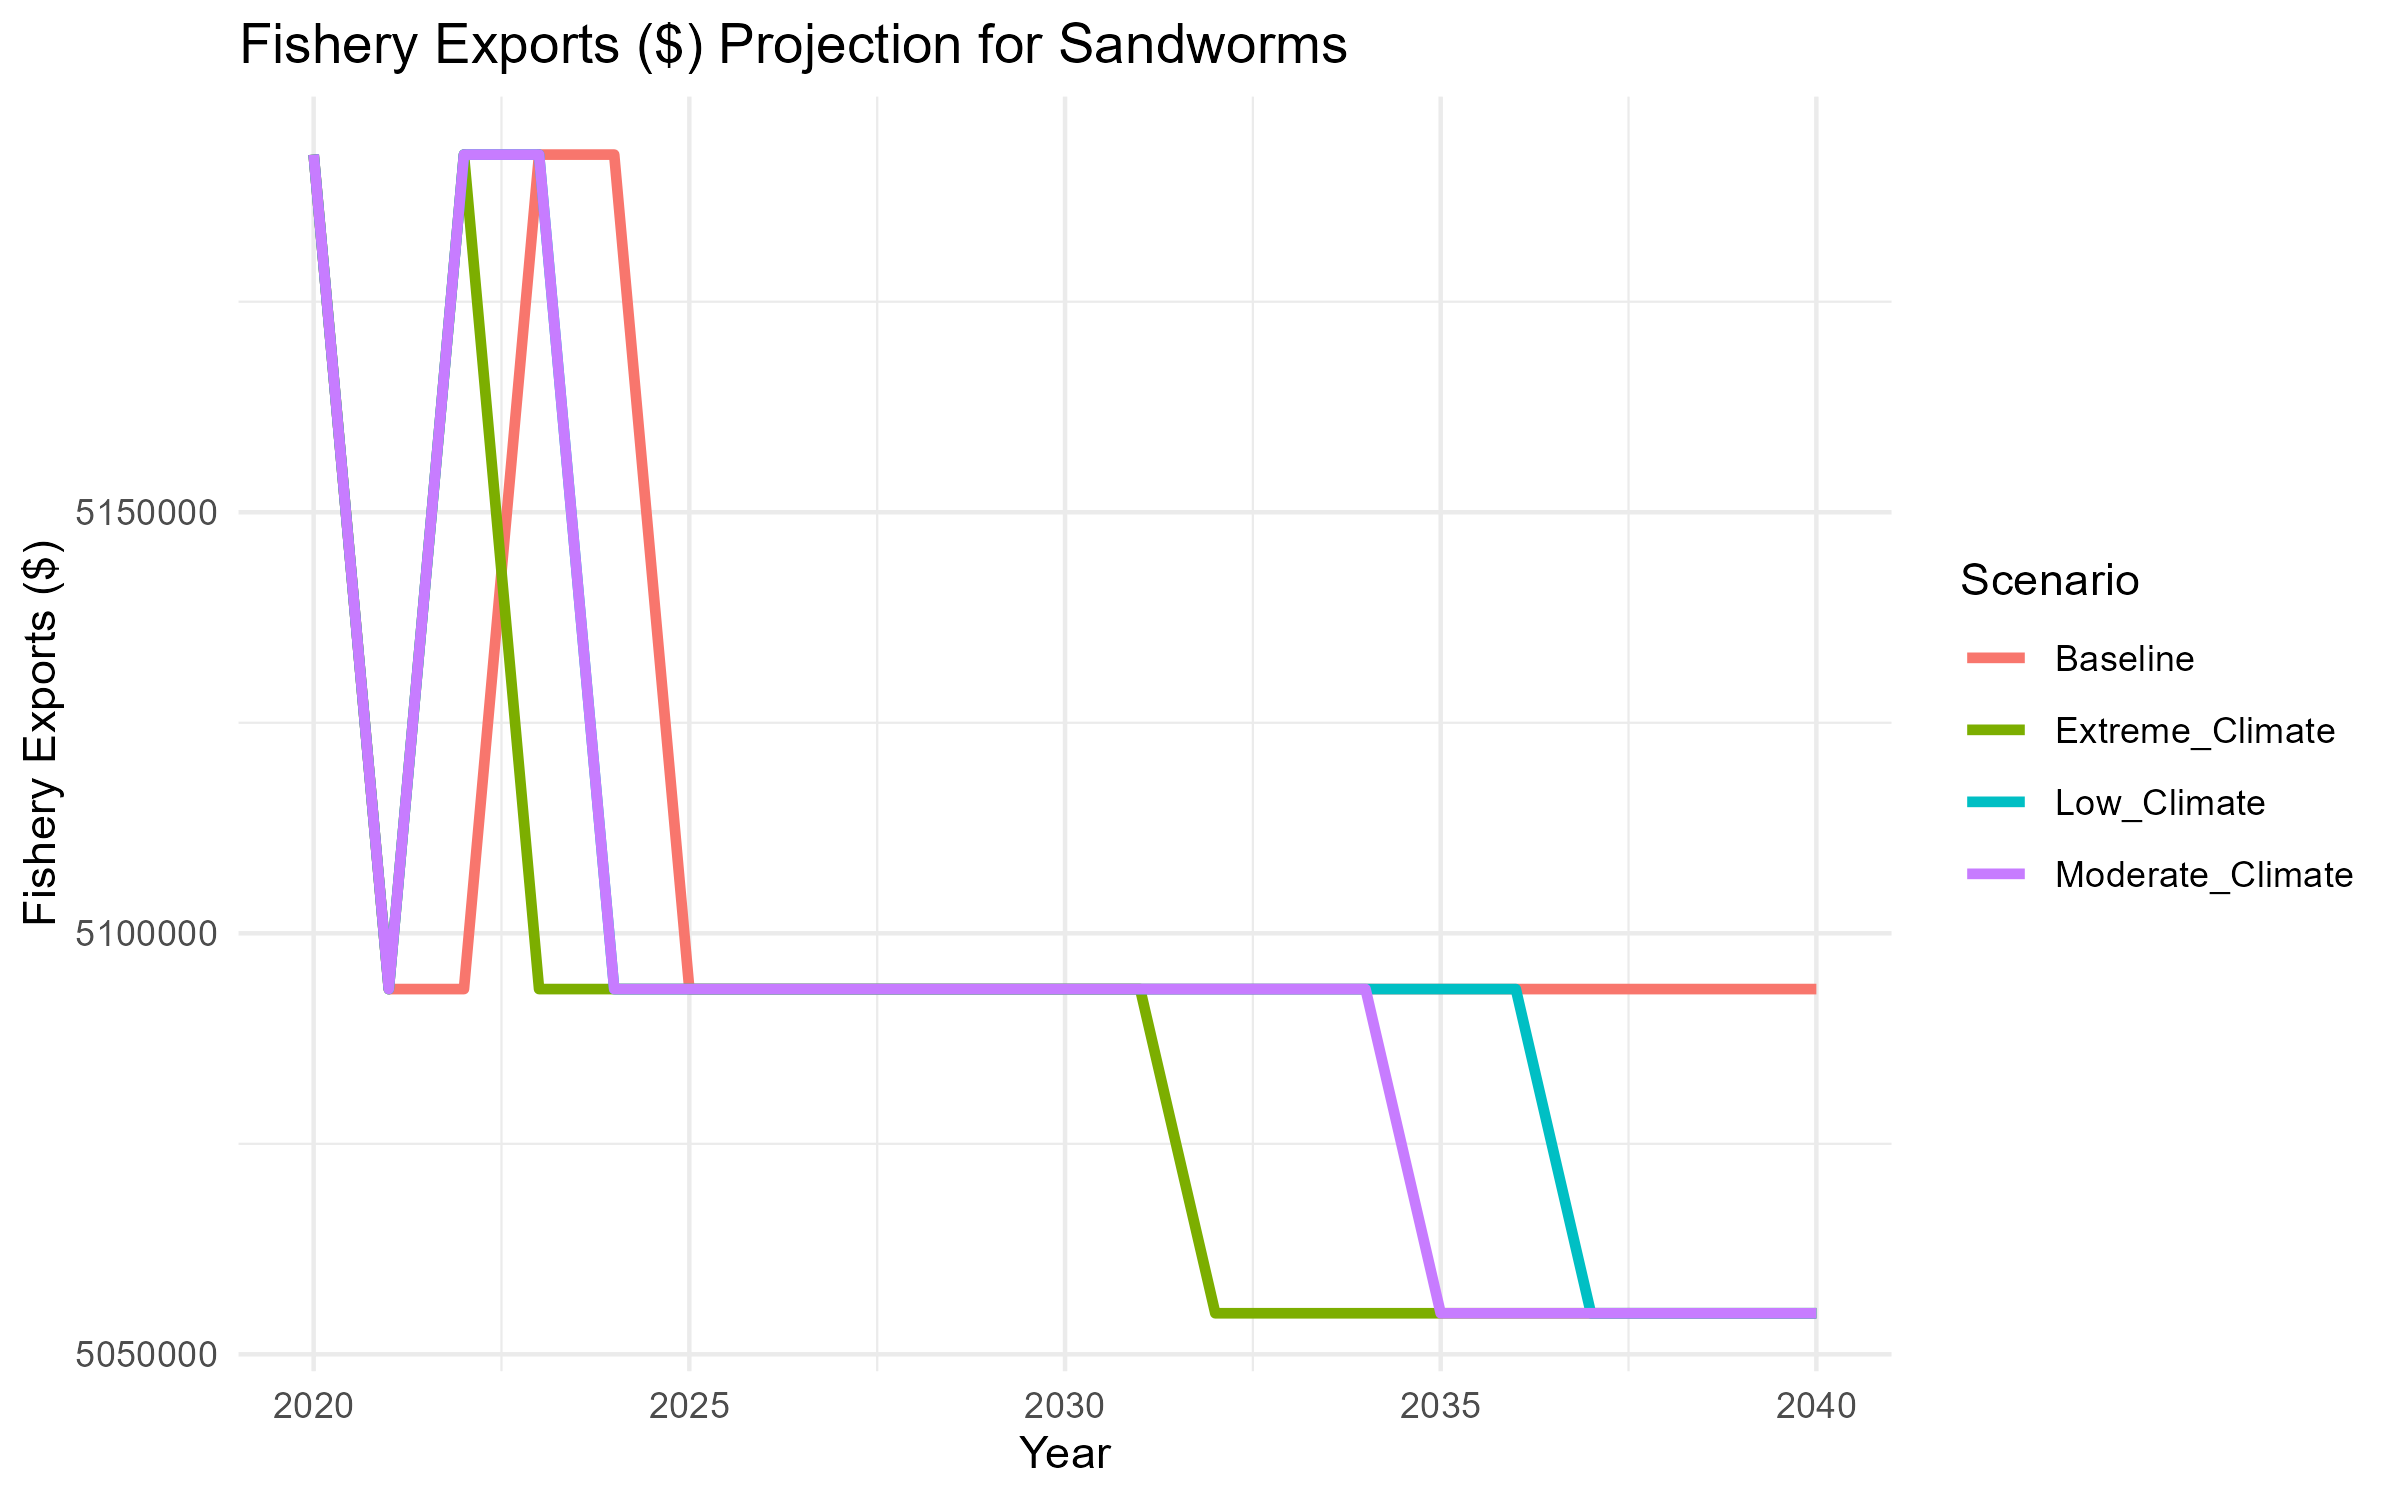 Fishery Exports ($) Projection for Sandworms
Fishery Exports ($)
5150000
5100000
5050000
2020
2025
2030
2035
2040
Year
Scenario
Baseline
Extreme_Climate
Low_Climate
Moderate_Climate